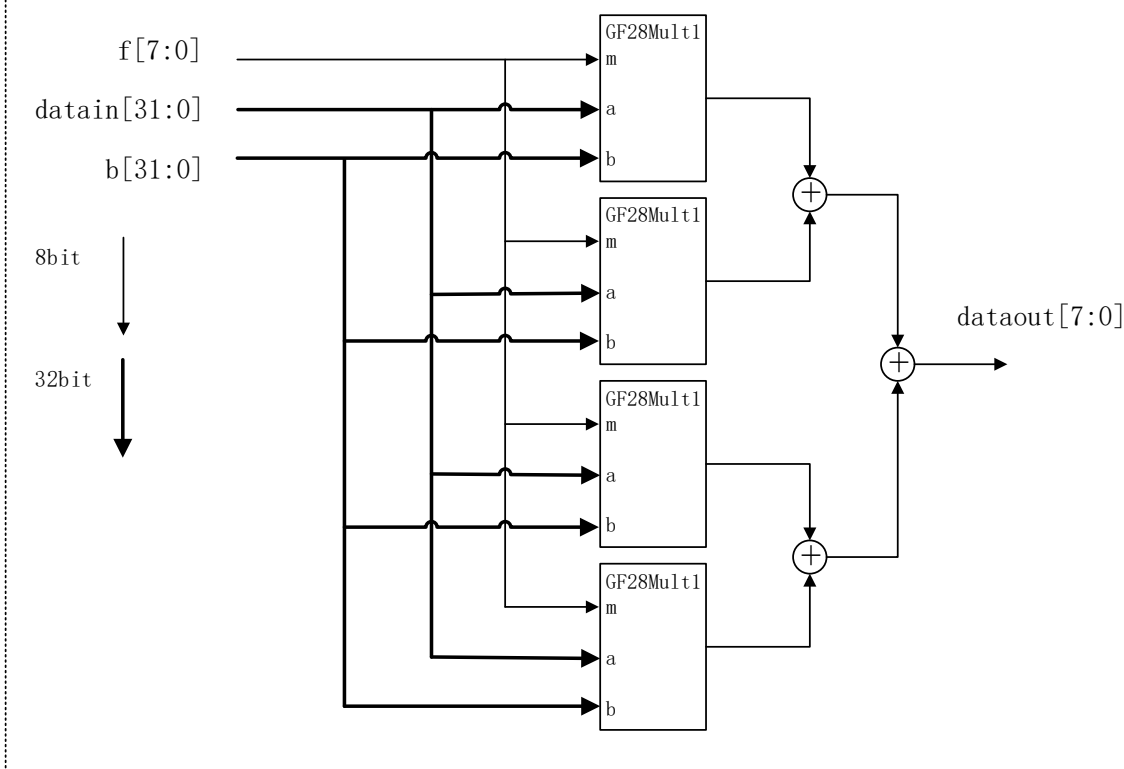 GF28Mult1
f[7:0]
m
datain[31:0]
a
b[31:0]
b
GF28Mult1
m
8bit
a
dataout[7:0]
b
32bit
GF28Mult1
m
a
b
GF28Mult1
m
a
b